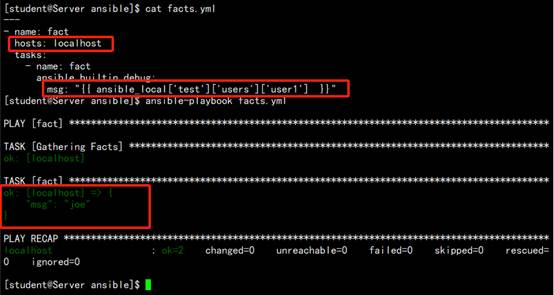 [student@Server ansible]$ cat facts.yml
---
- name: fact
  hosts: localhost
  tasks:
    - name: fact
      ansible.builtin.debug:
        msg: "{{ ansible_local['test']['users']['user1']  }}"
[student@Server ansible]$ ansible-playbook facts.yml
PLAY [fact] *********************************************************************
TASK [Gathering Facts] **********************************************************
ok: [localhost]
TASK [fact] *********************************************************************
ok: [localhost] => {
    "msg": "joe"
}
PLAY RECAP **********************************************************************
localhost                  : ok=2    changed=0    unreachable=0    failed=0    skipped=0    rescued=
0    ignored=0
[student@Server ansible]$